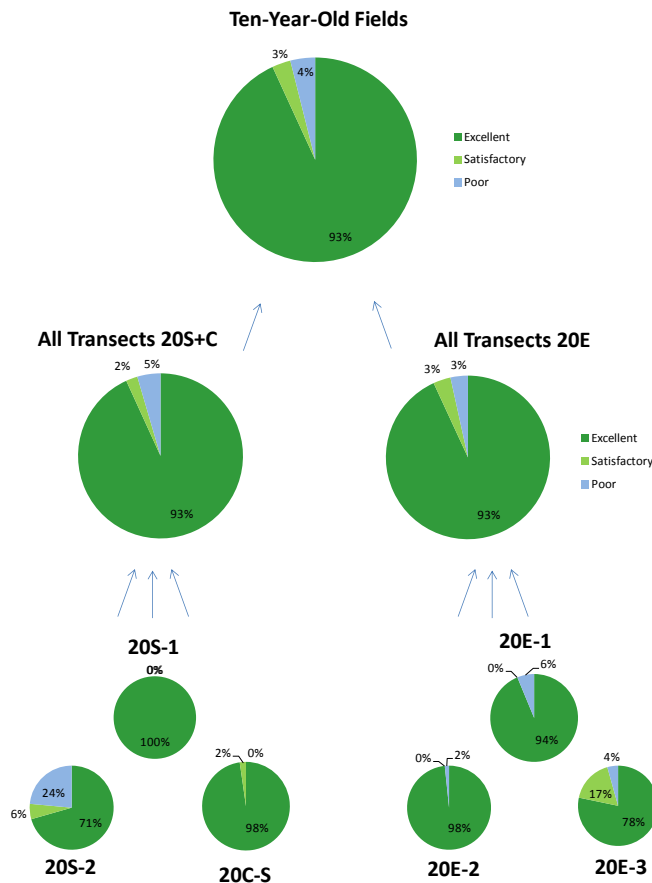 Ten-Year-Old Fields
3%
4%
Excellent
Satisfactory
Poor
93%
All Transects 20S+C
All Transects 20E
2%
5%
3%
3%
Excellent
Satisfactory
Poor
93%
93%
20S-1
0%
100%
20E-1
0%
6%
94%
24%
6%
71%
20S-2
2%
0%
98%
20C-S
0%
2%
98%
20E-2
4%
17%
78%
20E-3